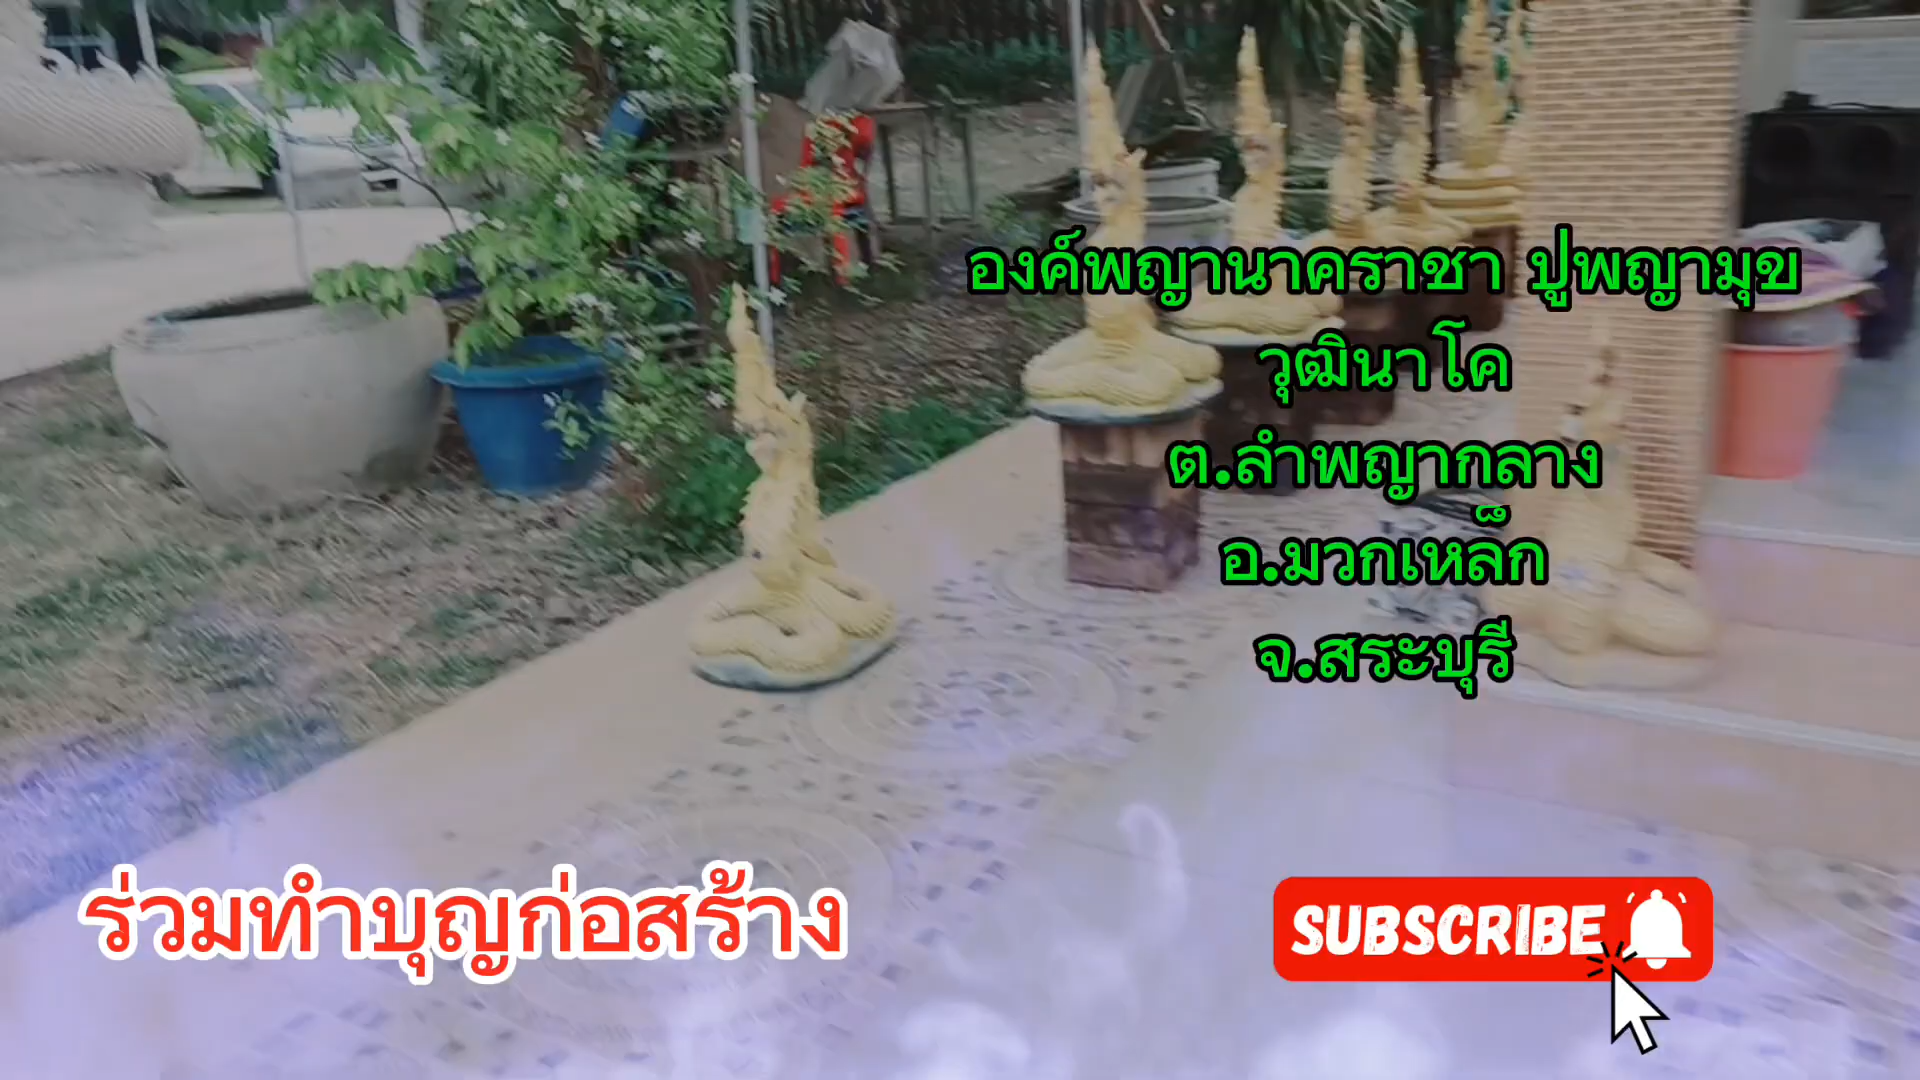 องค์พญานาคราชา ปู่พญามุข
วุฒินาโค
ต.ลำพญากลาง
อ.มวกเหล็ก
จ.สระบุรี
ร่วมทำบุญก่อสร้าง
SUBSCRIBE